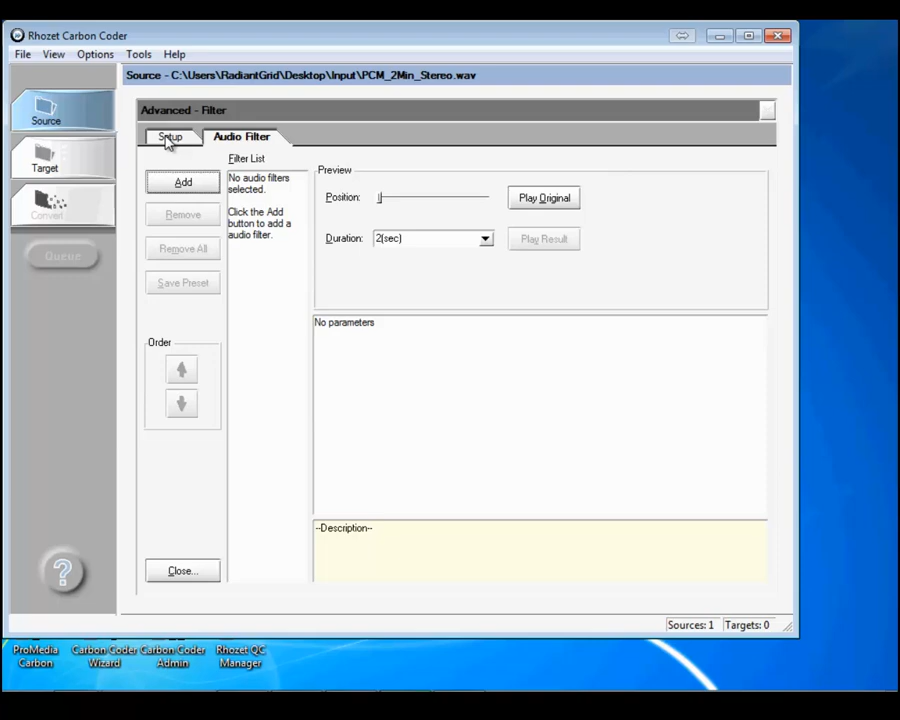 Rhozet Carbon Coder
File View Options Tools Help
Source - C:\Users\RadiantGrid\Desktop\Input\PCM_2Min_Stereo.wav
Source
Target
Convert
Queue
Advanced - Filter
Setup
Audio Filter
Filter List
Add
Remove
Remove All
Save Preset
Order
Close...
No audio filters
selected.
Click the Add
button to add a
audio filter.
Preview
Position:
Play Original
Duration: 2(sec)
Play Result
No parameters
--Description--
Sources: 1 Targets: 0
ProMedia
Carbon
Carbon Coder
Wizard
Carbon Coder
Admin
Rhozet QC
Manager